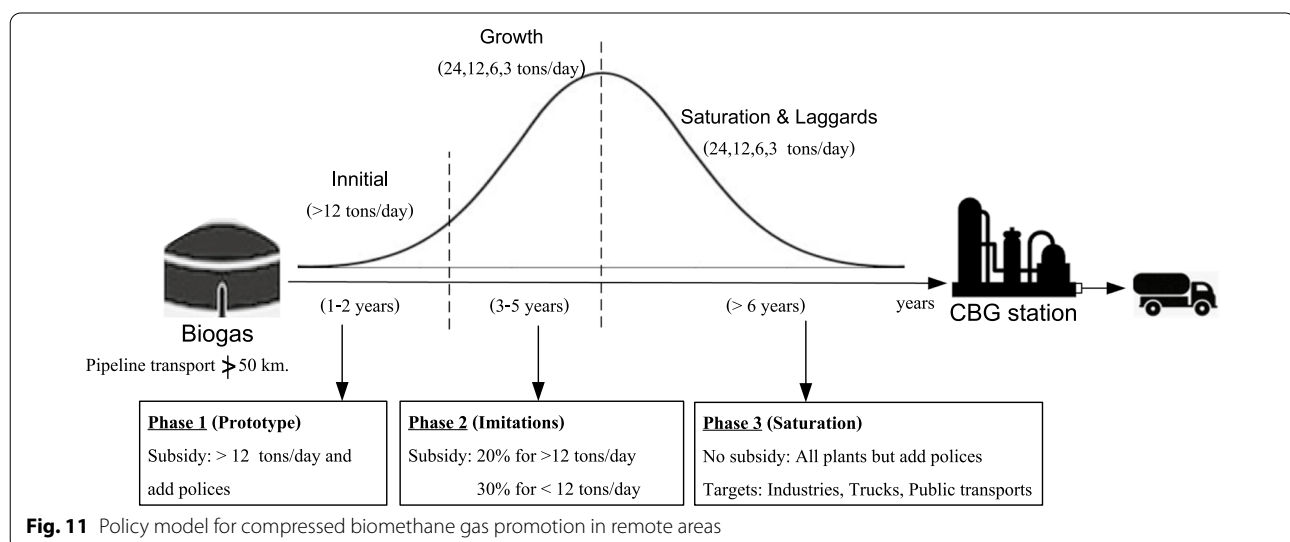 Growth
(24,12,6,3 tons/day)
Saturation & Laggards
(24,12,6,3 tons/day)
Innitial
(>12 tons/day)
(1-2 years)
(3-5 years)
(> 6 years)
years
Biogas
CBG station
Pipeline transport ≯ 50 km.
Phase 1 (Prototype)
Subsidy: > 12 tons/day and
add polices
Phase 2 (Imitations)
Subsidy: 20% for >12 tons/day
30% for < 12 tons/day
Phase 3 (Saturation)
No subsidy: All plants but add polices
Targets: Industries, Trucks, Public transports
Fig. 11 Policy model for compressed biomethane gas promotion in remote areas